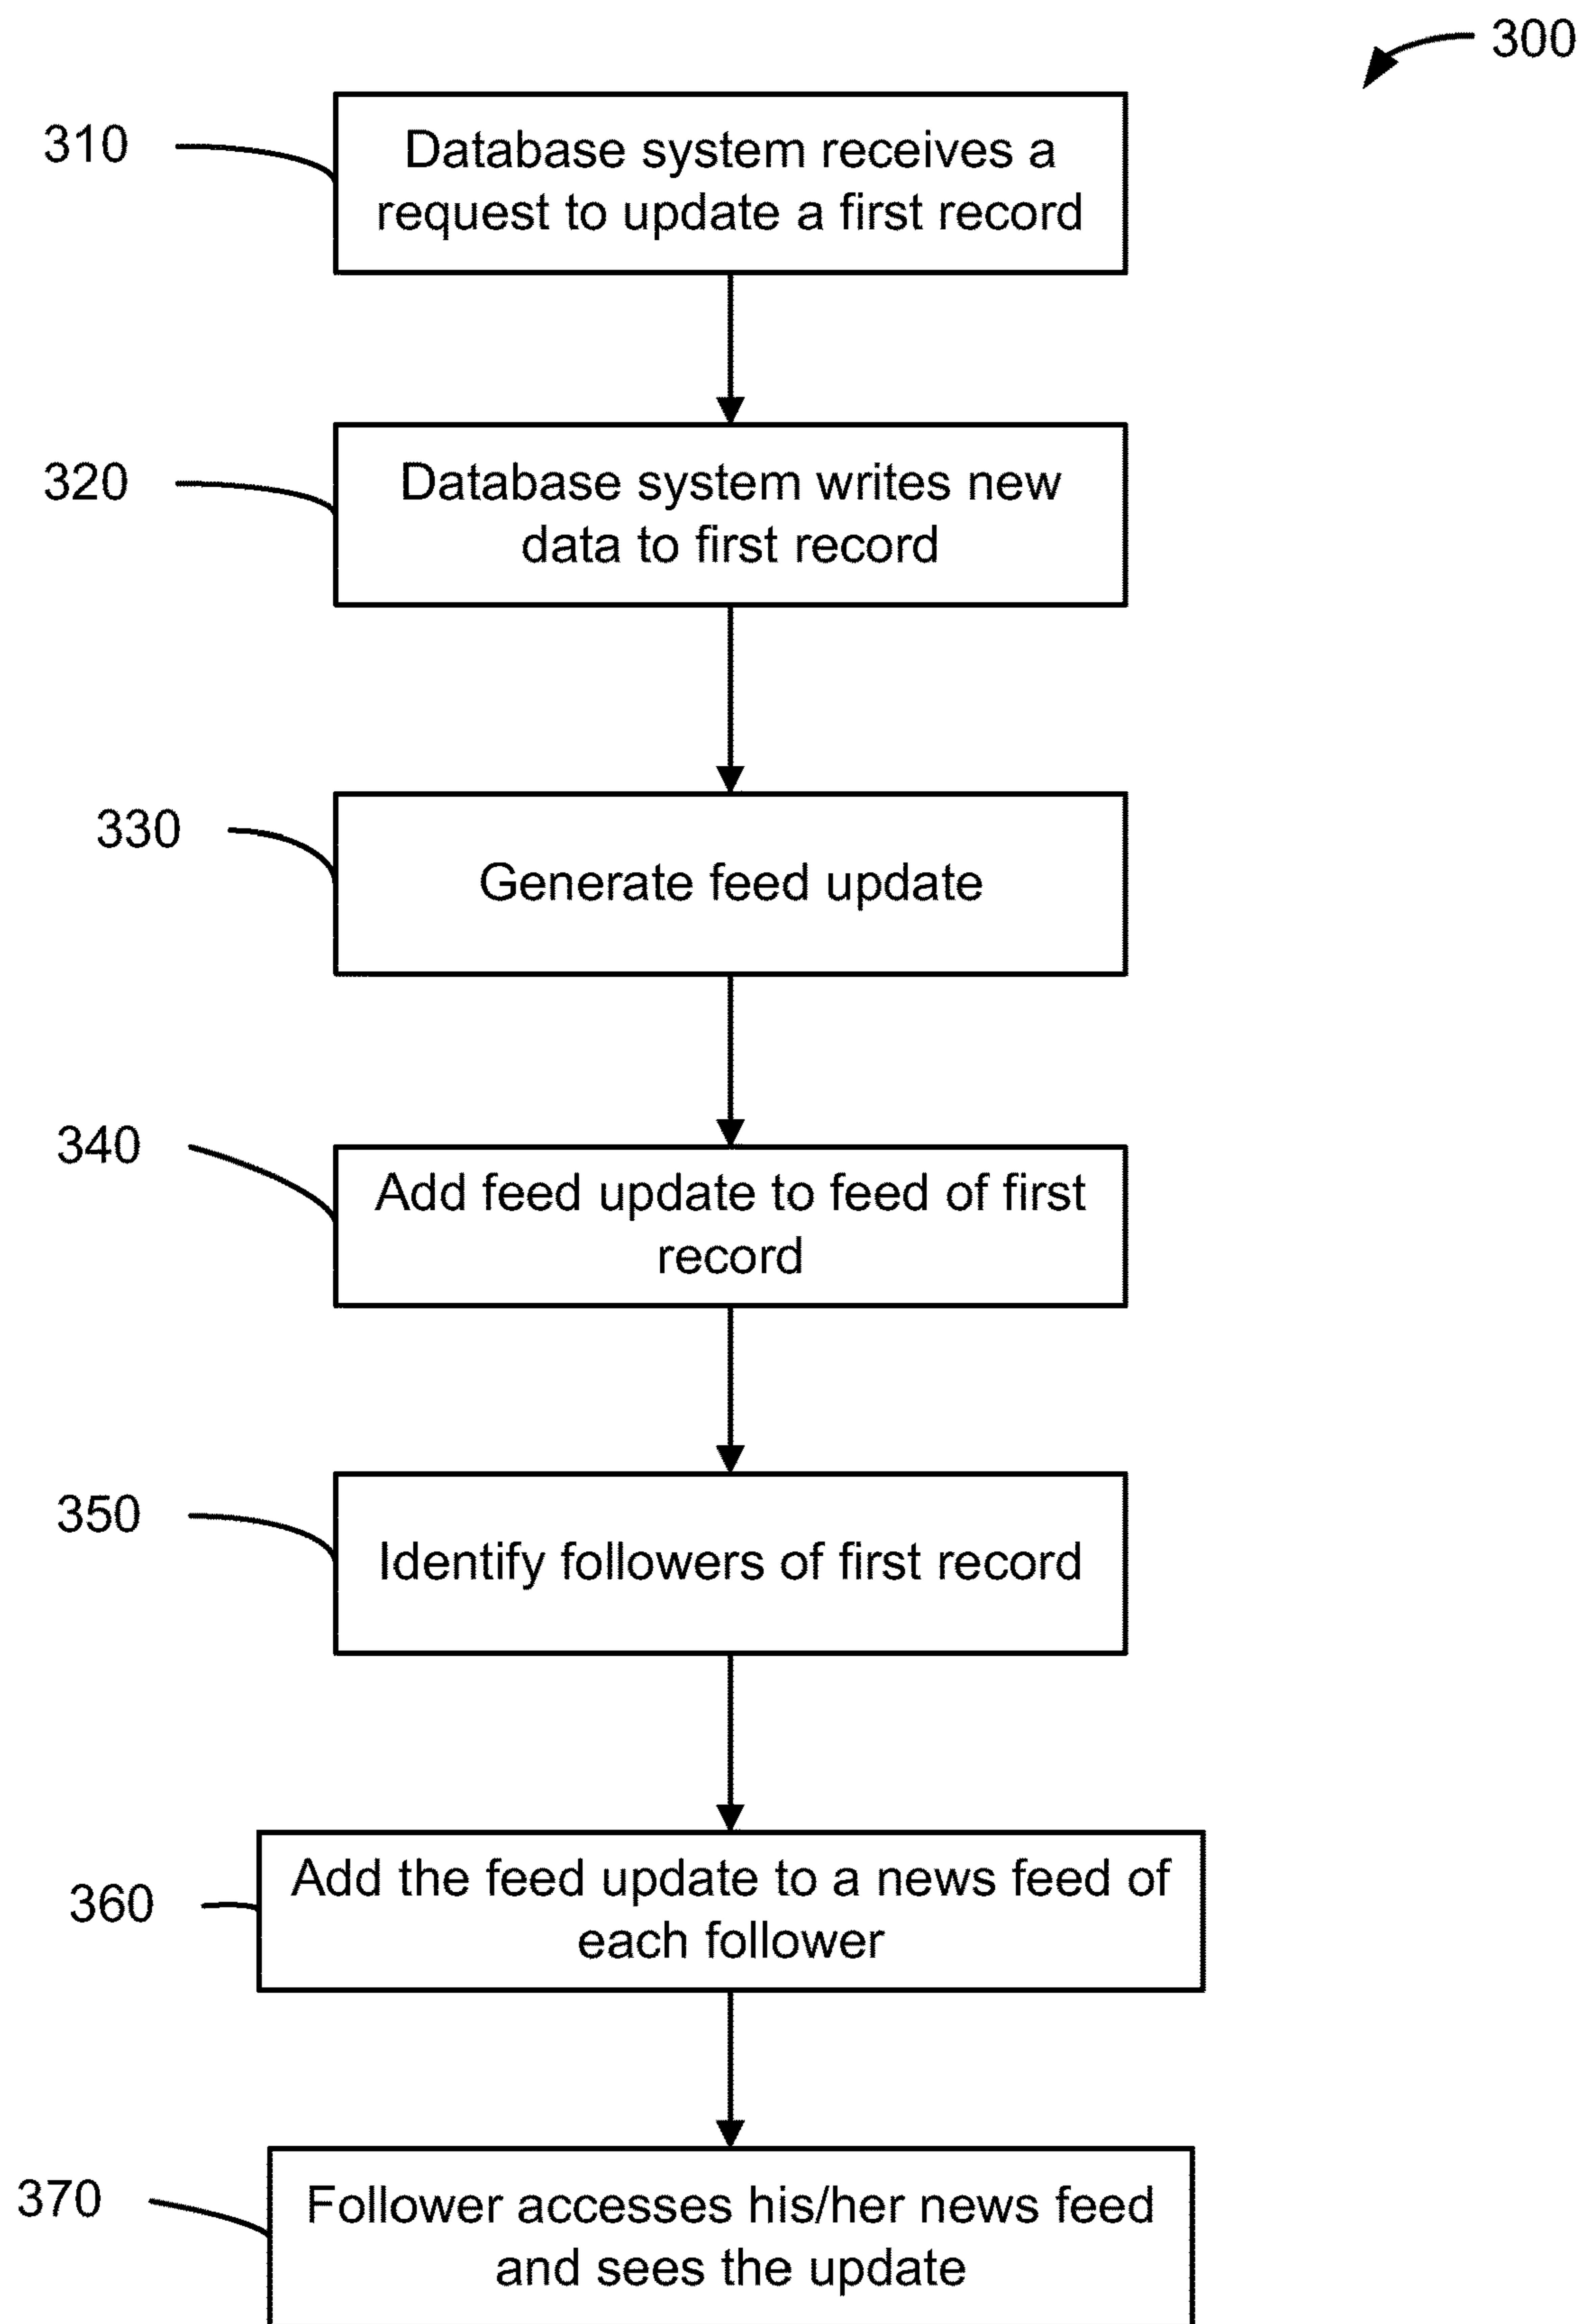 300
310
Database system receives a
request to update a first record
320
Database system writes new
data to first record
330
Generate feed update
340
Add feed update to feed of first
record
350
Identify followers of first record
360
Add the feed update to a news feed of
each follower
370
Follower accesses his/her news feed
and sees the update